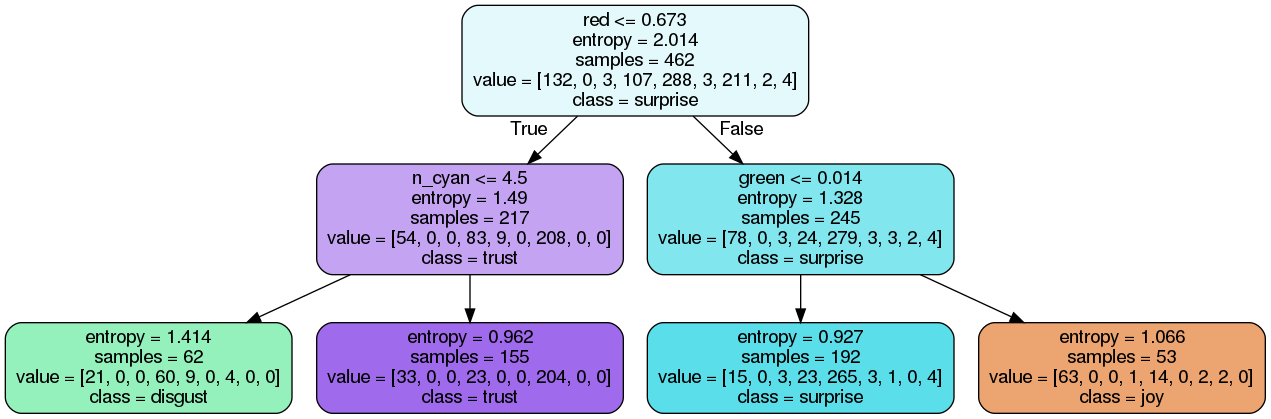 red <= 0.673
entropy = 2.014
samples = 462
value = [132, 0, 3, 107, 288, 3, 211, 2, 4]
class = surprise
True
False
n_cyan <= 4.5
entropy = 1.49
samples = 217
value = [54, 0, 0, 83, 9, 0, 208, 0, 0]
class = trust
green <= 0.014
entropy = 1.328
samples = 245
value = [78, 0, 3, 24, 279, 3, 3, 2, 4]
class = surprise
entropy = 1.414
samples = 62
value = [21, 0, 0, 60, 9, 0, 4, 0, 0]
class = disgust
entropy = 0.962
samples = 155
value = [33, 0, 0, 23, 0, 0, 204, 0, 0]
class = trust
entropy = 0.927
samples = 192
value = [15, 0, 3, 23, 265, 3, 1, 0, 4]
class = surprise
entropy = 1.066
samples = 53
value = [63, 0, 0, 1, 14, 0, 2, 2, 0]
class = joy